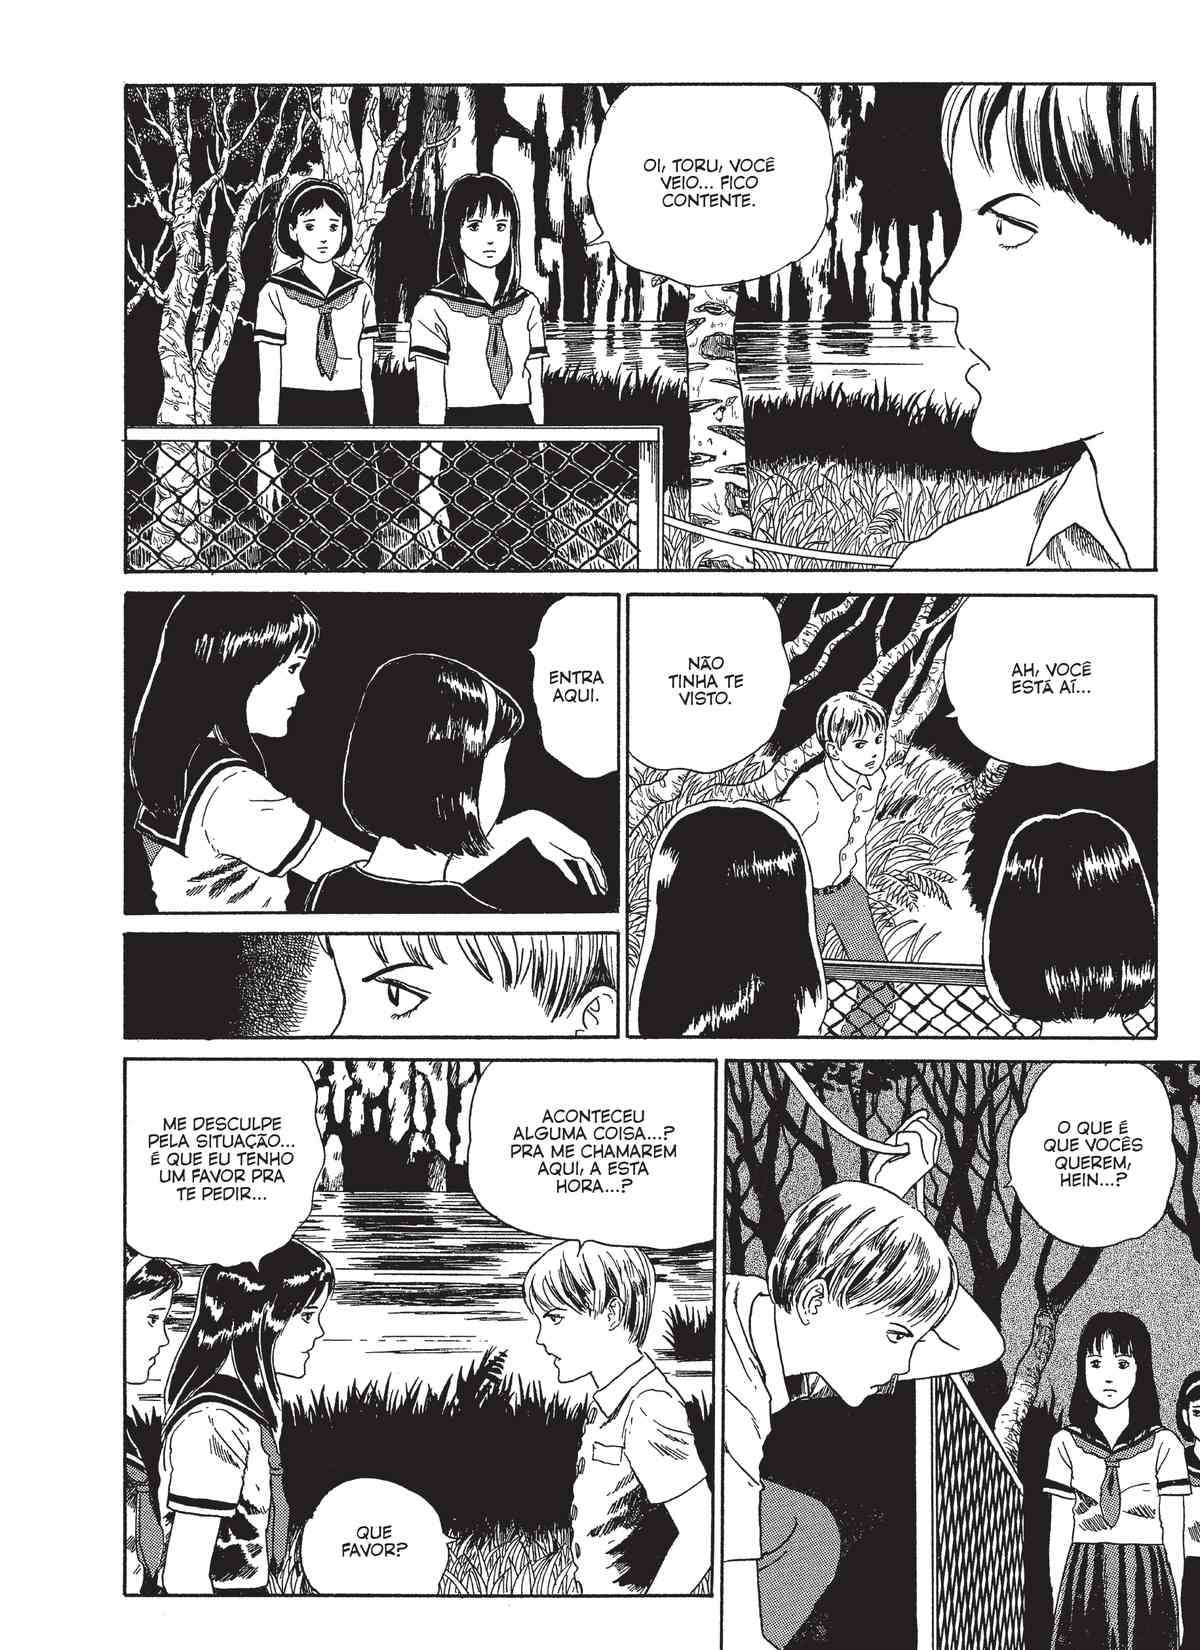 OI, TORU, VOCÊ
VEIO... FICO
CONTENTE.
AH, VOCÊ
ESTÁ AÍ...
NÃO
TINHA TE
VISTO.
ENTRA
AQUI.
O QUE É
QUE VOCÊS
QUEREM,
HEIN...?
ACONTECEU
ALGUMA COISA...?
PRA ME CHAMAREM
AQUI, A ESTA
HORA...?
ME DESCULPE
PELA SITUAÇÃO...
É QUE EU TENHO
UM FAVOR PRA
TE PEDIR...
QUE
FAVOR?